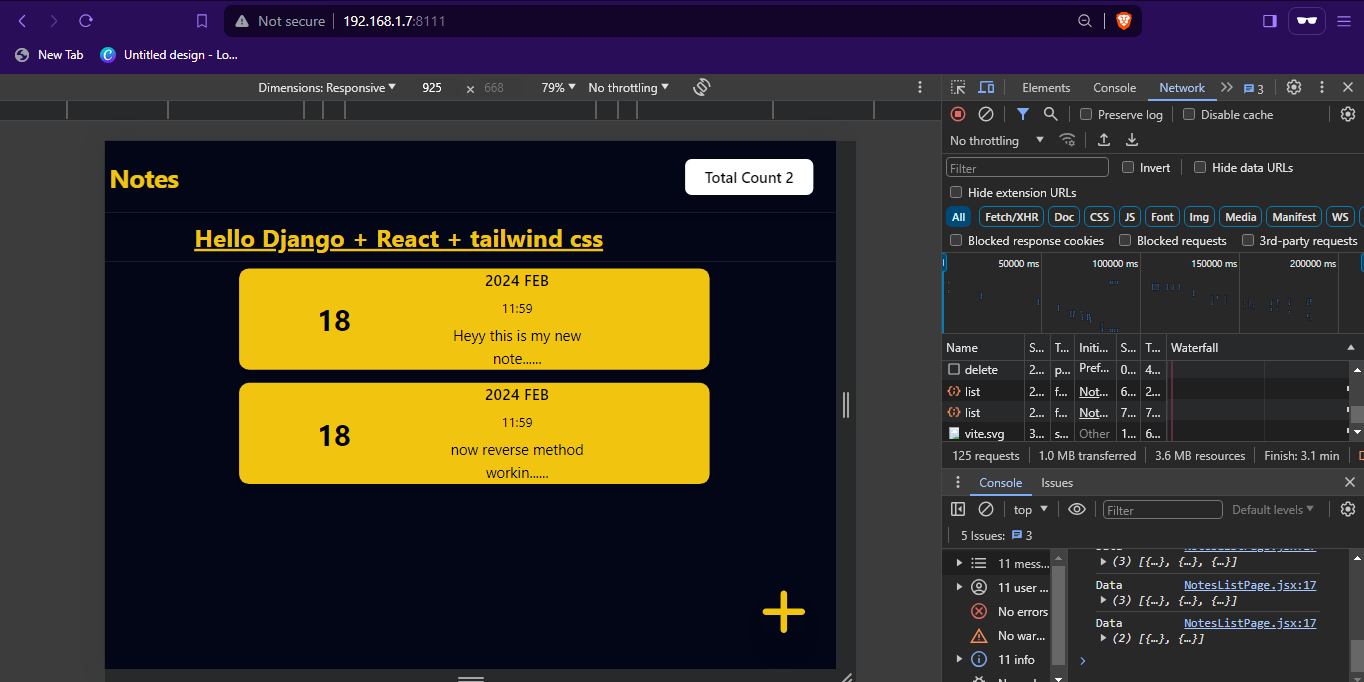 Not secure 192.168.1.7:8111
New Tab Untitled design - Lo...
Dimensions: Responsive 925 × 668 79% No throttling
Elements Console Network 3
Preserve log Disable cache
No throttling
Filter Invert Hide data URLs
Hide extension URLs
All Fetch/XHR Doc CSS JS Font Img Media Manifest WS
Blocked response cookies Blocked requests 3rd-party requests
50000 ms 100000 ms 150000 ms 200000 ms
Name S... T... Initi... S... T... Waterfall
delete 2... p... Pref... 0... 4...
list 2... f... Not... 6... 2...
list 2... f... Not... 7... 7...
vite.svg 3... s... Other 1... 6...
125 requests 1.0 MB transferred 3.6 MB resources Finish: 3.1 min
Console Issues
top Filter Default levels
5 Issues: 3
11 mess...
11 user ...
No errors
No war...
11 info
(3) [{…}, {…}, {…}]
Data NotesListPage.jsx:17
(3) [{…}, {…}, {…}]
Data NotesListPage.jsx:17
(2) [{…}, {…}]
Notes
Total Count 2
Hello Django + React + tailwind css
2024 FEB
18
11:59
Heyy this is my new
note......
2024 FEB
18
11:59
now reverse method
workin......